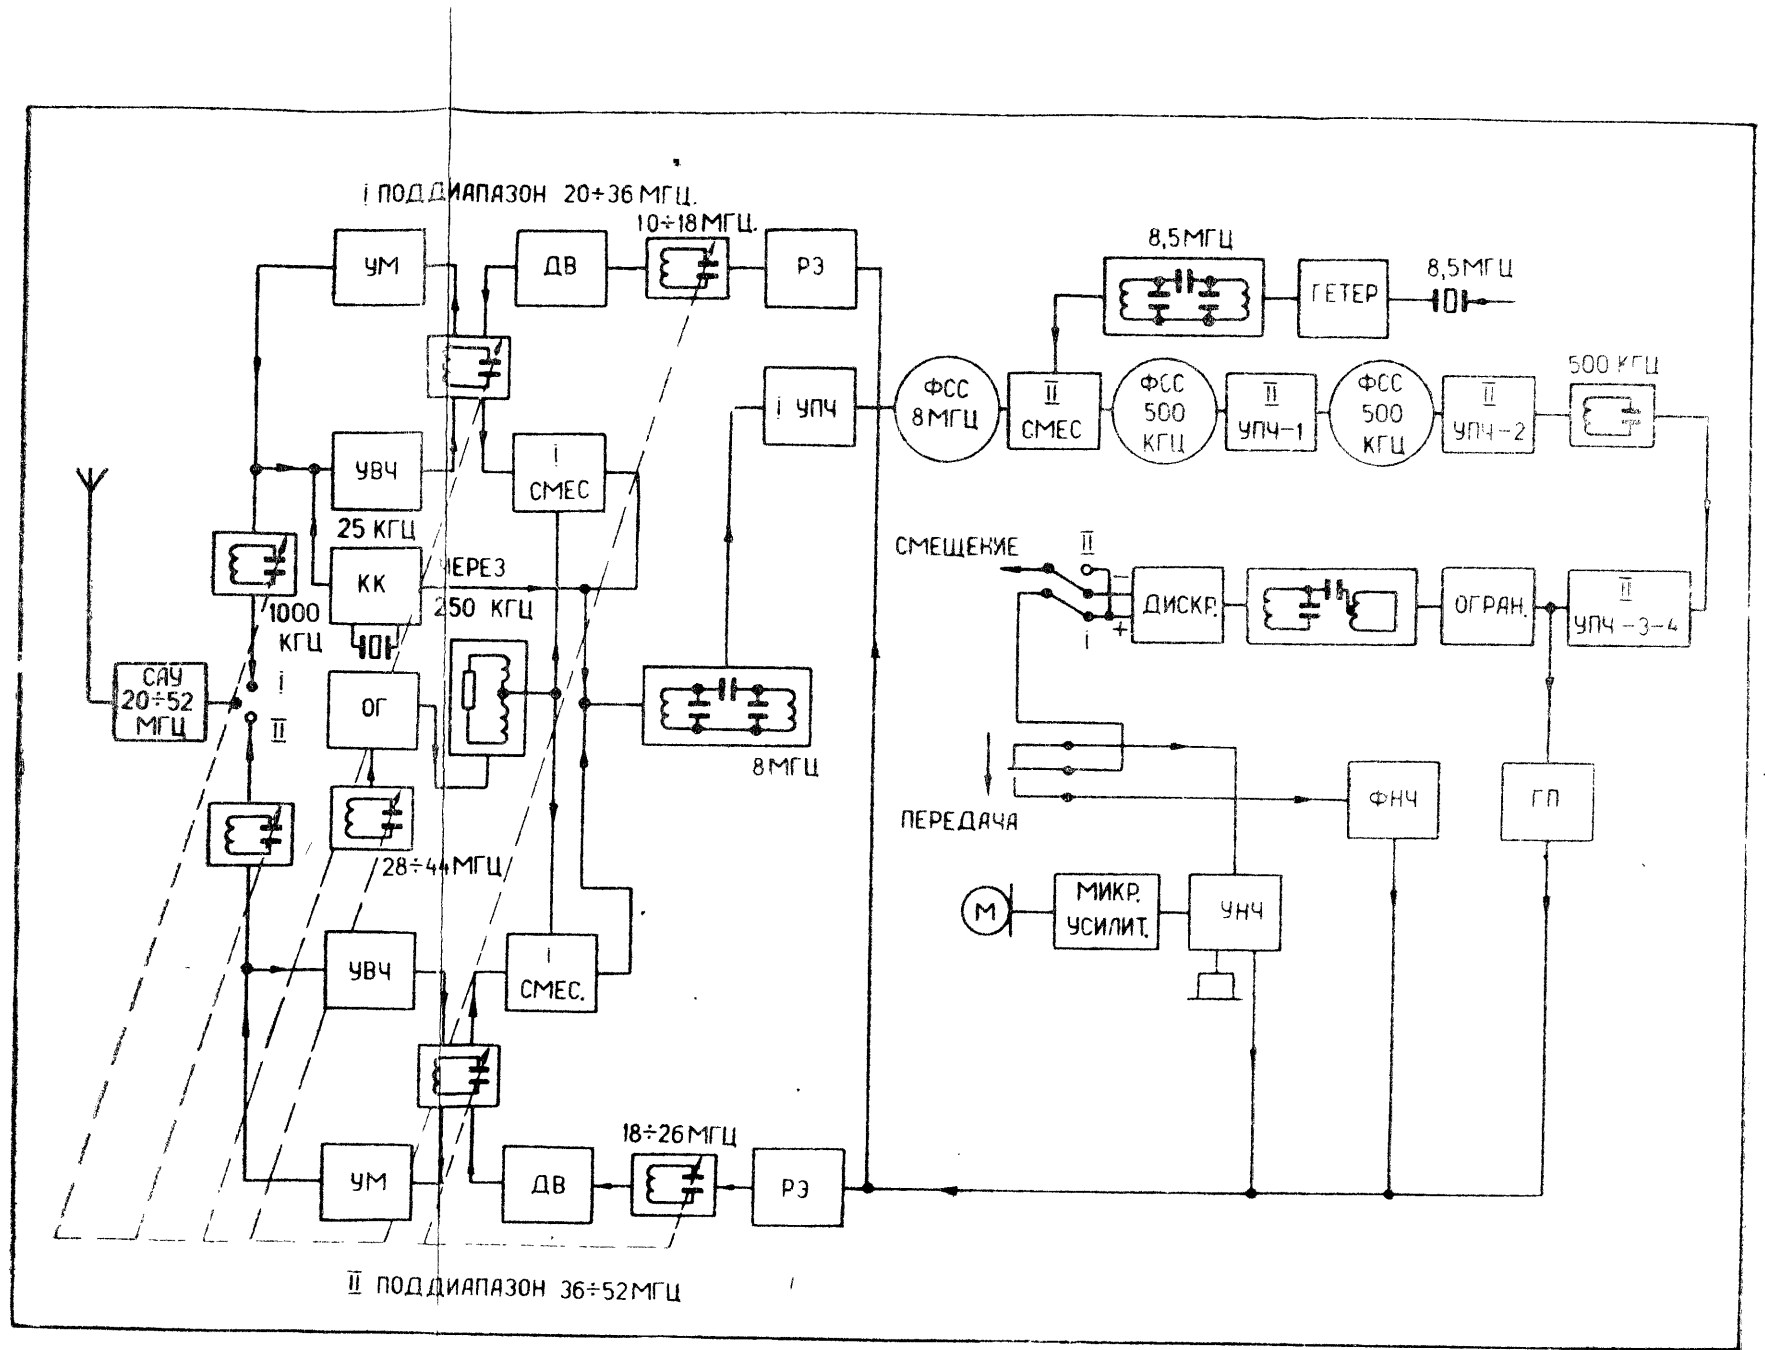 i ПОДДИАПАЗОН 20÷36 МГЦ.
10÷18 МГЦ.
УМ
ДВ
РЭ
8,5 МГЦ
ГЕТЕР
8,5 МГЦ
УВЧ
i
СМЕС
i УПЧ
ФСС
8 МГЦ
II
СМЕС
ФСС
500
КГЦ
II
УПЧ-1
ФСС
500
КГЦ
II
УПЧ-2
500 КГЦ
25 КГЦ
КК
ЧЕРЕЗ
250 КГЦ
1000
КГЦ
СМЕЩЕНИЕ
II
i
−
+
ДИСКР.
ОГРАН.
II
УПЧ-3-4
САУ
20÷52
МГЦ
i
II
ОГ
28÷44 МГЦ
8 МГЦ
ПЕРЕДАЧА
ФНЧ
ГП
М
МИКР.
УСИЛИТ.
УНЧ
УВЧ
i
СМЕС.
УМ
ДВ
18÷26 МГЦ
РЭ
II ПОДДИАПАЗОН 36÷52 МГЦ